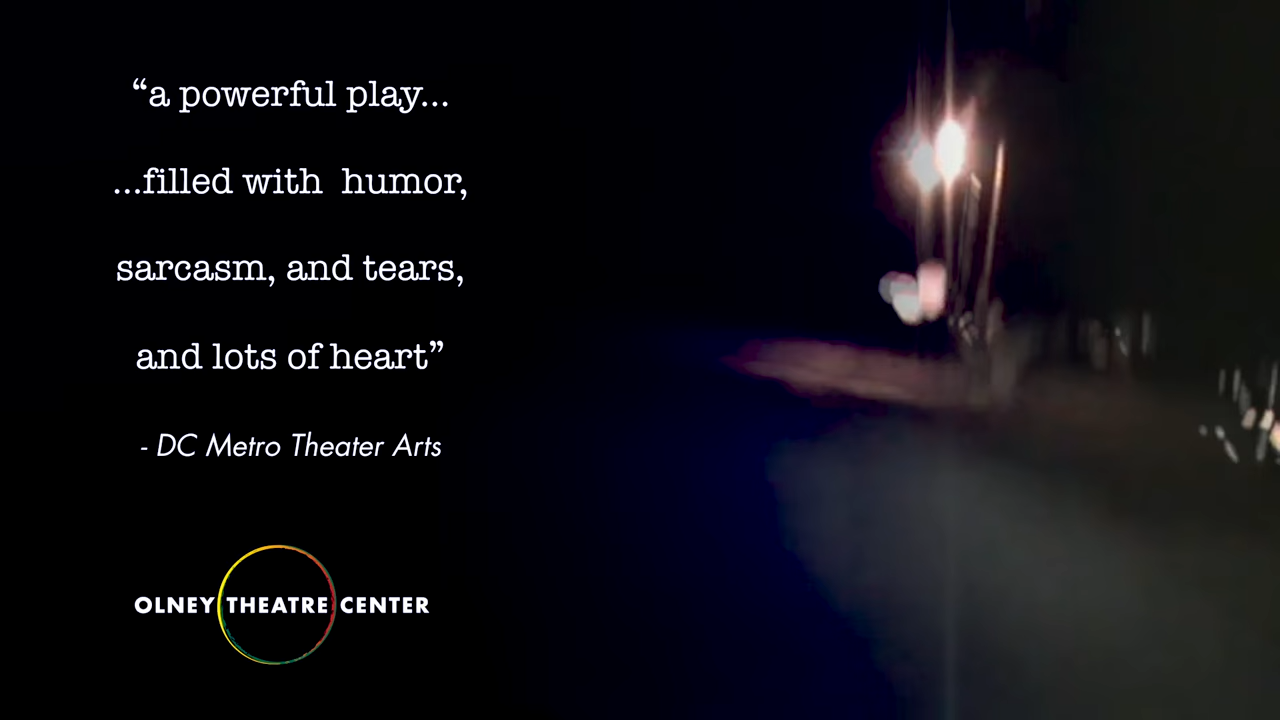 “a powerful play...
...filled with humor,
sarcasm, and tears,
and lots of heart”
- DC Metro Theater Arts
OLNEY THEATRE CENTER